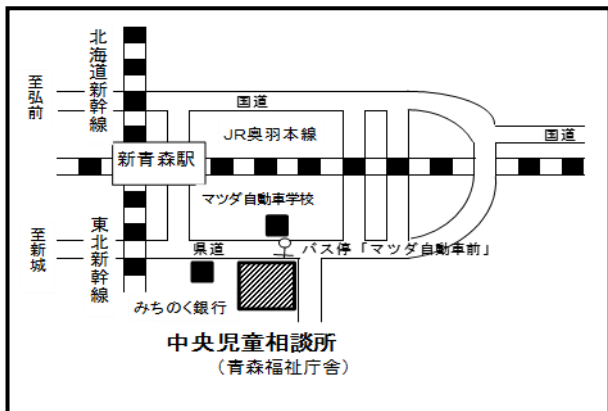 北海道新幹線
至弘前
国道
JR奥羽本線
国道
新青森駅
マツダ自動車学校
至新城
東北新幹線
県道
バス停「マツダ自動車前」
みちのく銀行
中央児童相談所
（青森福祉庁舎）